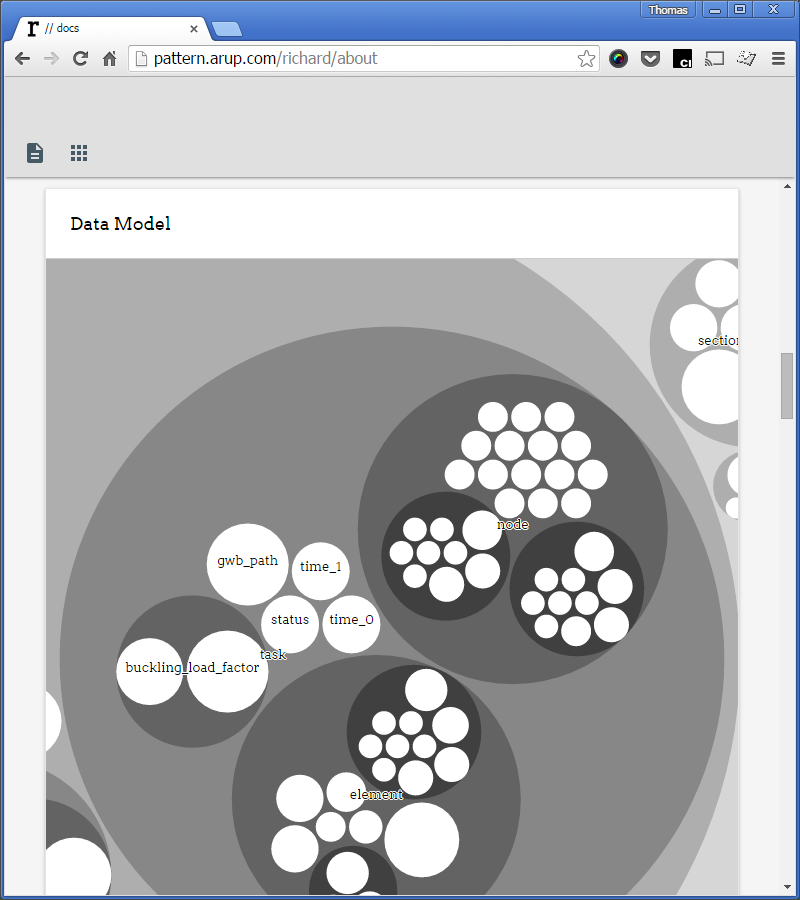 Thomas
r // docs
pattern.arup.com/richard/about
Data Model
section
node
gwb_path
time_1
status
time_0
task
buckling_load_factor
element